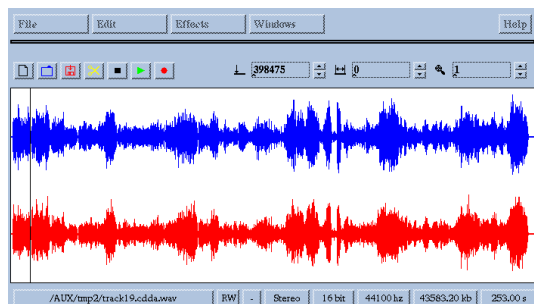 File Edit Effects Windows Help
398475 0 1
/AUX/tmp2/track19.cdda.wav RW - Stereo 16 bit 44100 hz 43583.20 kb 253.00 s